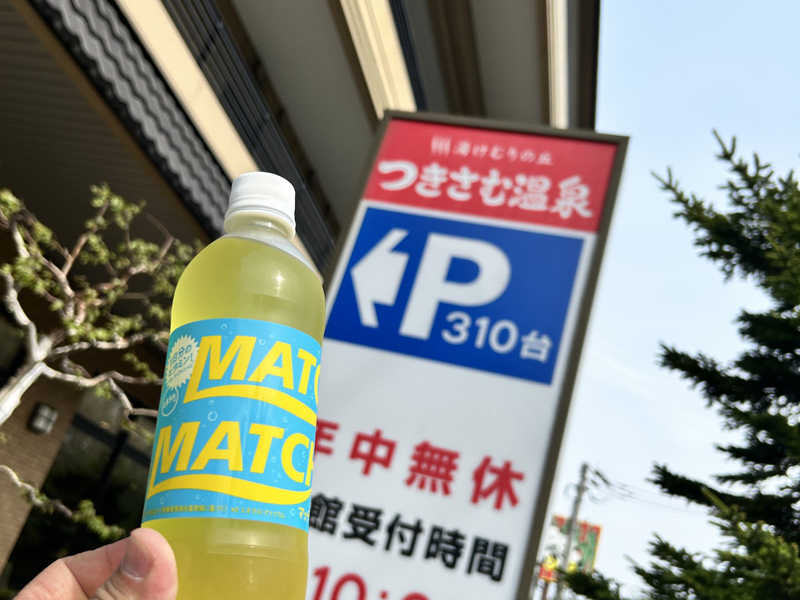 湯けむりの丘
つきさむ温泉
P
310台
年中無休
館受付時間
MATC
MATCH